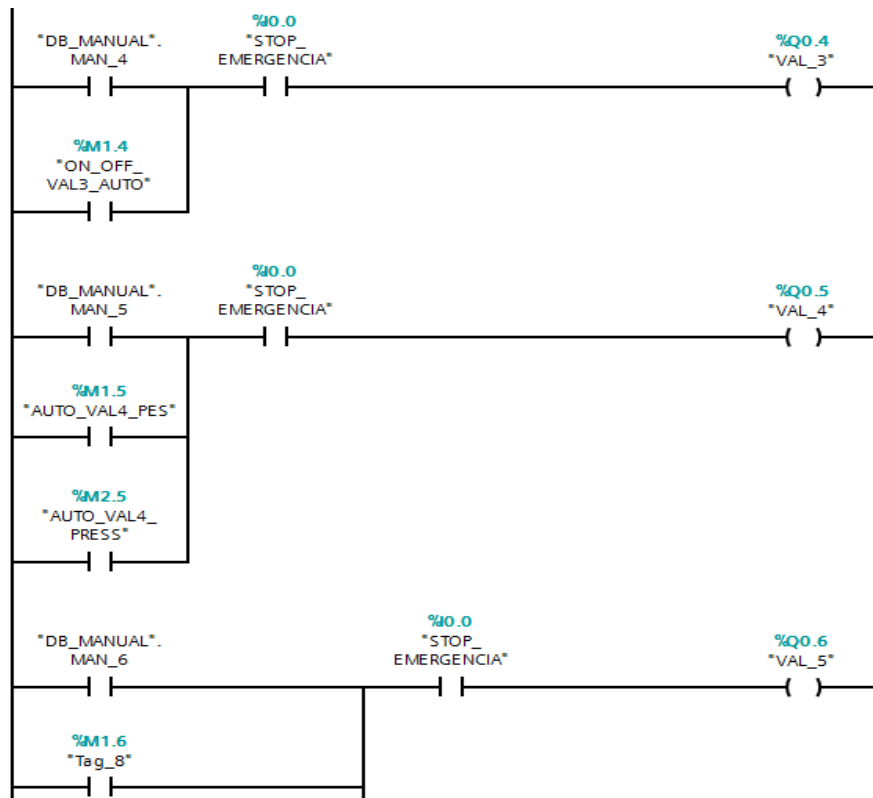 %I0.0
"DB_MANUAL". "STOP_ %Q0.4
MAN_4 EMERGENCIA" "VAL_3"
%M1.4
"ON_OFF_
VAL3_AUTO"
%I0.0
"DB_MANUAL". "STOP_ %Q0.5
MAN_5 EMERGENCIA" "VAL_4"
%M1.5
"AUTO_VAL4_PES"
%M2.5
"AUTO_VAL4_
PRESS"
%I0.0
"DB_MANUAL". "STOP_ %Q0.6
MAN_6 EMERGENCIA" "VAL_5"
%M1.6
"Tag_8"